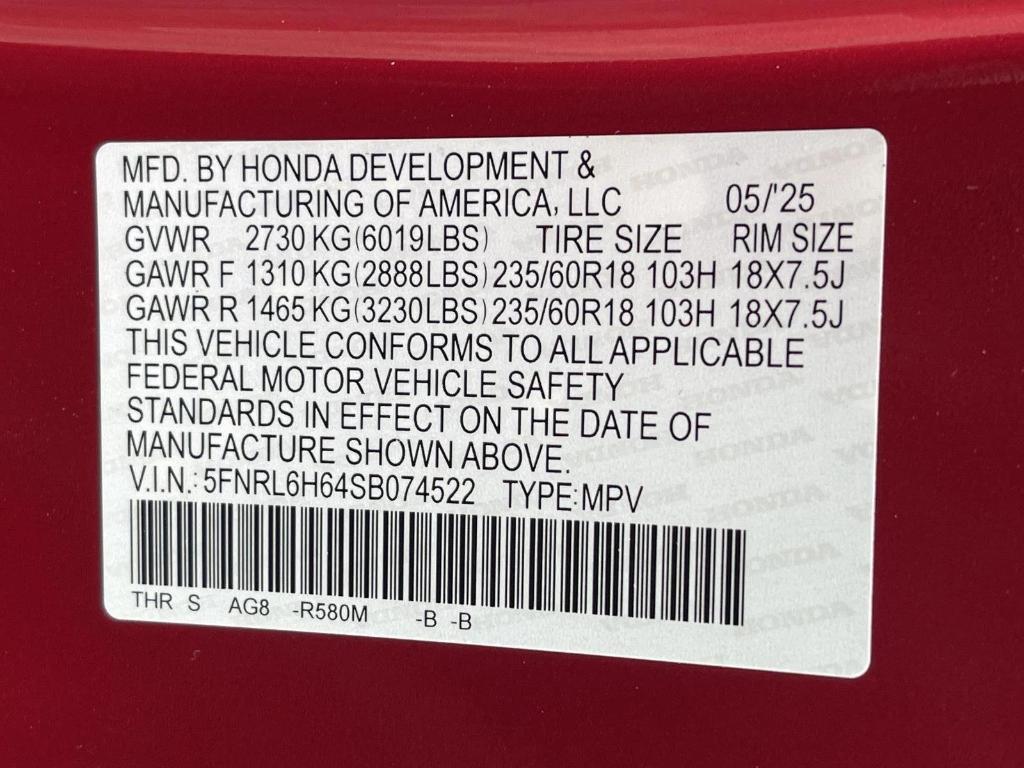 MFD. BY HONDA DEVELOPMENT &
MANUFACTURING OF AMERICA, LLC 05/'25
GVWR 2730 KG(6019LBS) TIRE SIZE RIM SIZE
GAWR F 1310 KG(2888LBS) 235/60R18 103H 18X7.5J
GAWR R 1465 KG(3230LBS) 235/60R18 103H 18X7.5J
THIS VEHICLE CONFORMS TO ALL APPLICABLE
FEDERAL MOTOR VEHICLE SAFETY
STANDARDS IN EFFECT ON THE DATE OF
MANUFACTURE SHOWN ABOVE.
V.I.N.: 5FNRL6H64SB074522 TYPE: MPV
THR S AG8 -R580M -B -B